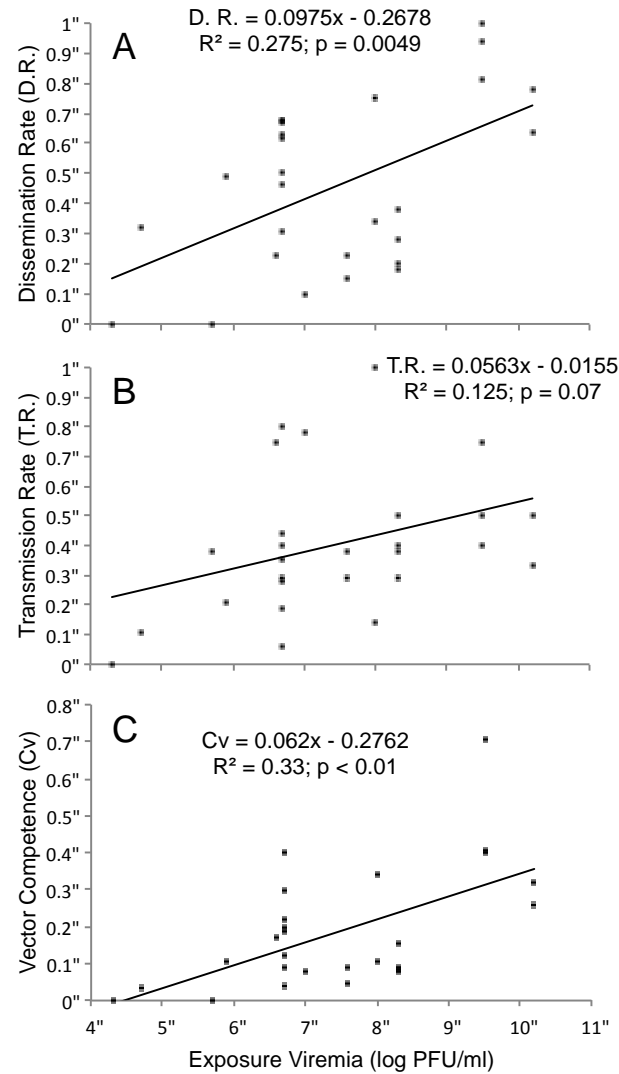 D. R. = 0.0975x - 0.2678
R² = 0.275; p = 0.0049
A
1"
0.9"
0.8"
0.7"
0.6"
0.5"
0.4"
0.3"
0.2"
0.1"
0"
Dissemination Rate (D.R.)
T.R. = 0.0563x - 0.0155
R² = 0.125; p = 0.07
B
1"
0.9"
0.8"
0.7"
0.6"
0.5"
0.4"
0.3"
0.2"
0.1"
0"
Transmission Rate (T.R.)
C
Cv = 0.062x - 0.2762
R² = 0.33; p < 0.01
0.8"
0.7"
0.6"
0.5"
0.4"
0.3"
0.2"
0.1"
0"
Vector Competence (Cv)
4" 5" 6" 7" 8" 9" 10" 11"
Exposure Viremia (log PFU/ml)